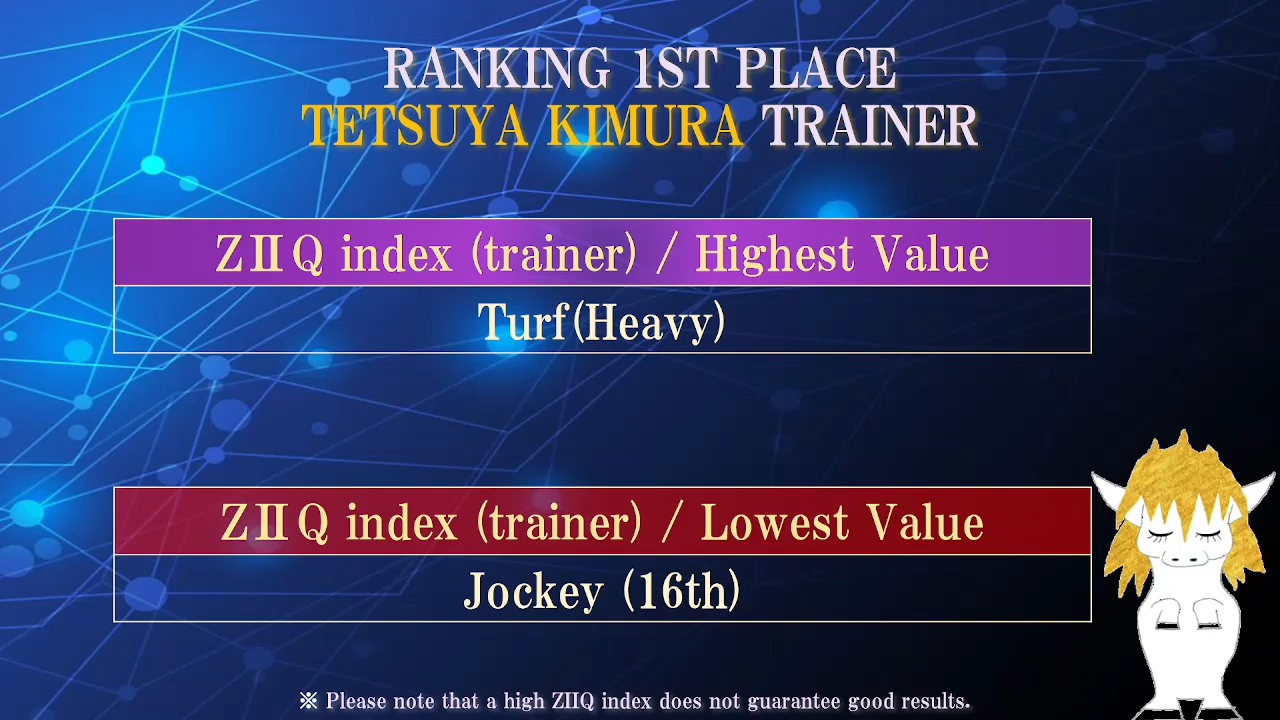 RANKING 1ST PLACE
TETSUYA KIMURA TRAINER
ZⅡQ index (trainer) / Highest Value
Turf(Heavy)
ZⅡQ index (trainer) / Lowest Value
Jockey (16th)
※ Please note that a high ZⅡQ index does not guarantee good results.